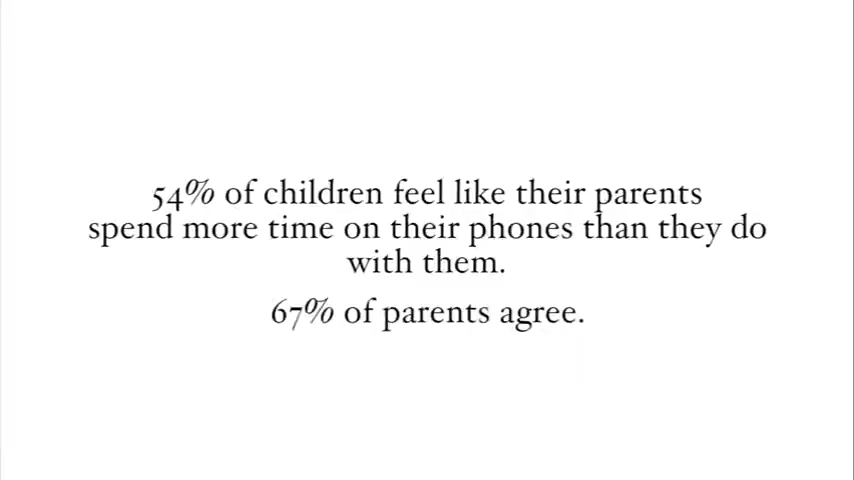 54% of children feel like their parents
spend more time on their phones than they do
with them.
67% of parents agree.